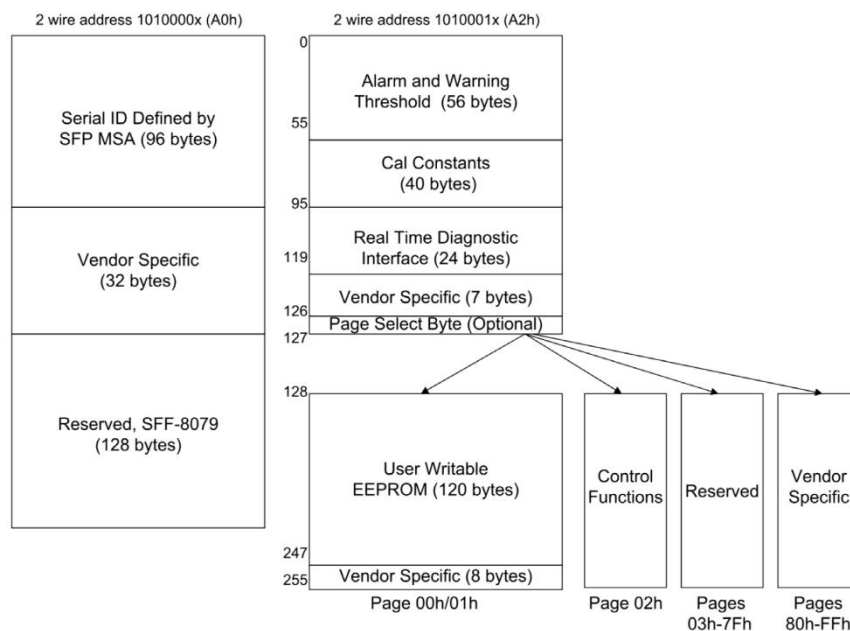 2 wire address 1010000x (A0h)
Serial ID Defined by
SFP MSA (96 bytes)
Vendor Specific
(32 bytes)
Reserved, SFF-8079
(128 bytes)
2 wire address 1010001x (A2h)
0
Alarm and Warning
Threshold (56 bytes)
55
Cal Constants
(40 bytes)
95
Real Time Diagnostic
Interface (24 bytes)
119
Vendor Specific (7 bytes)
126
Page Select Byte (Optional)
127
128
User Writable
EEPROM (120 bytes)
247
Vendor Specific (8 bytes)
255
Page 00h/01h
Control
Functions
Page 02h
Reserved
Pages
03h-7Fh
Vendor
Specific
Pages
80h-FFh